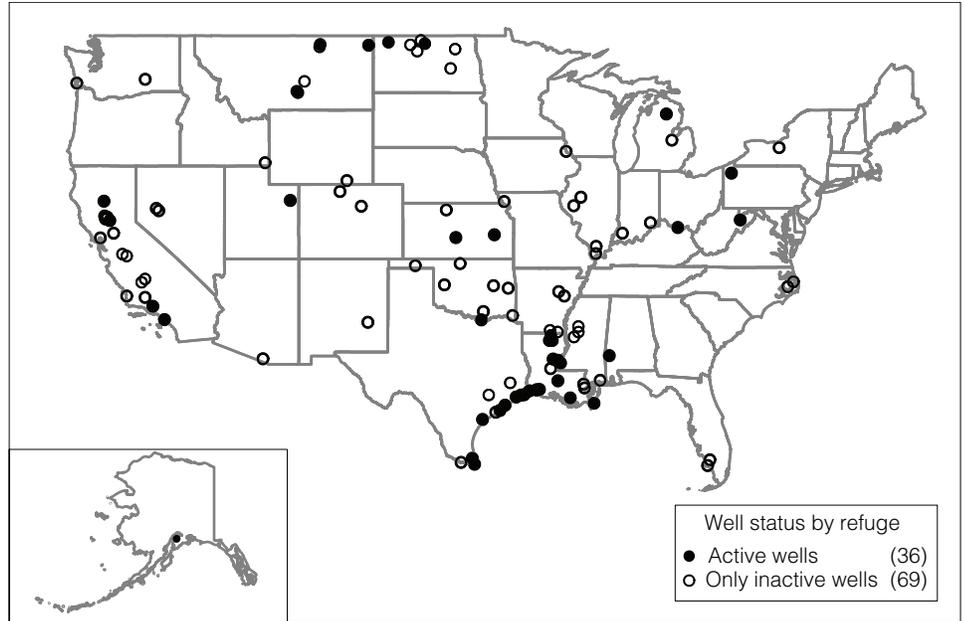 Well status by refuge
Active wells (36)
Only inactive wells (69)